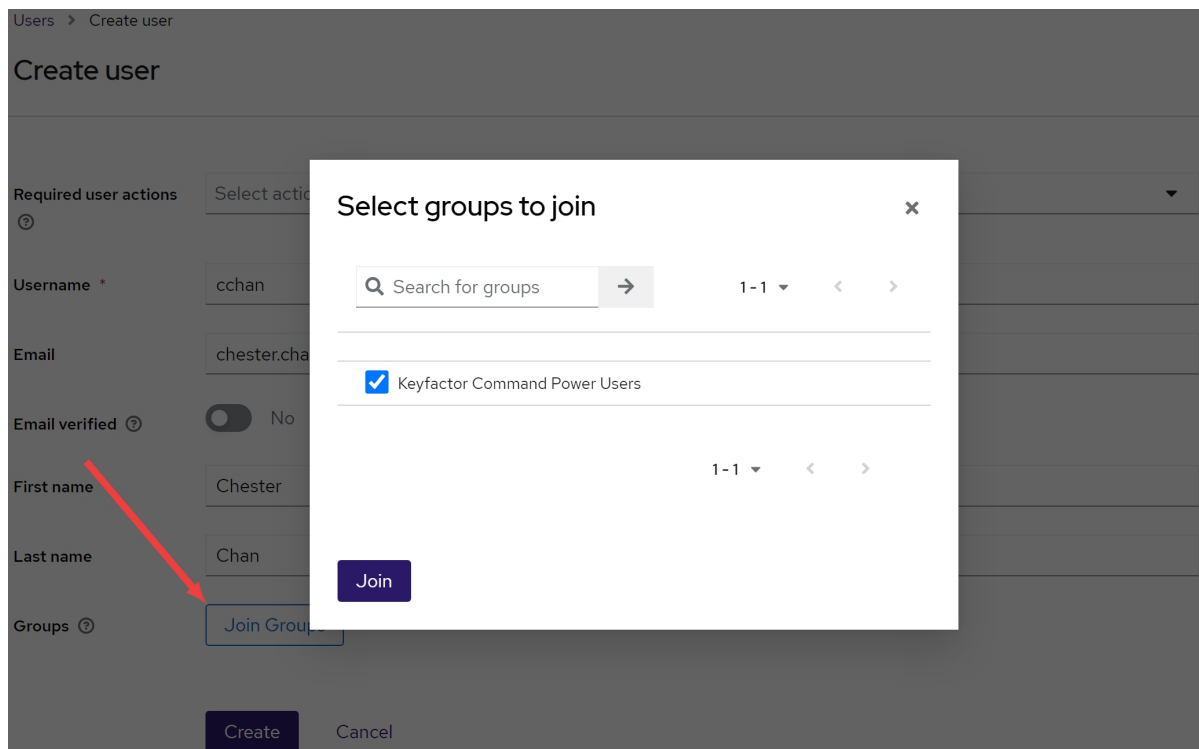 Users > Create user
Create user
Required user actions
Select actio
Username *
cchan
Email
chester.cha
Email verified
No
First name
Chester
Last name
Chan
Groups
Join Group
Create
Cancel
Select groups to join
Search for groups
1 - 1
Keyfactor Command Power Users
1 - 1
Join